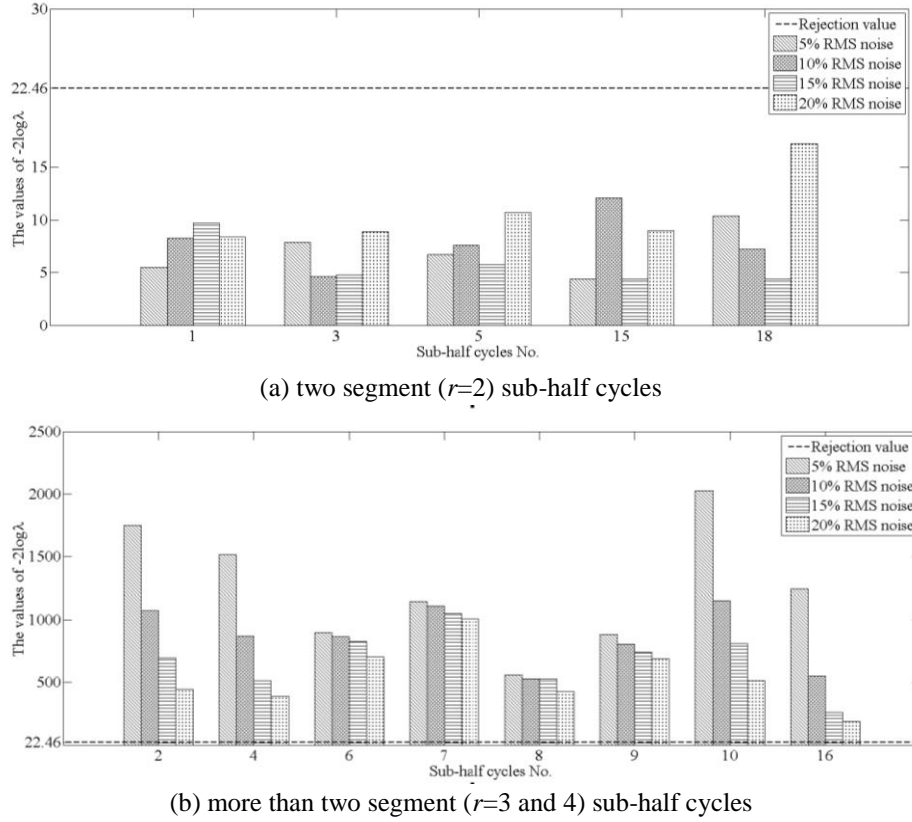 30
22.46
15
10
5
0
The values of -2logλ
Rejection value
5% RMS noise
10% RMS noise
15% RMS noise
20% RMS noise
1 3 5 15 18
Sub-half cycles No.
(a) two segment (r=2) sub-half cycles
2500
2000
1500
1000
500
22.46
The values of -2logλ
Rejection value
5% RMS noise
10% RMS noise
15% RMS noise
20% RMS noise
2 4 6 7 8 9 10 16
Sub-half cycles No.
(b) more than two segment (r=3 and 4) sub-half cycles